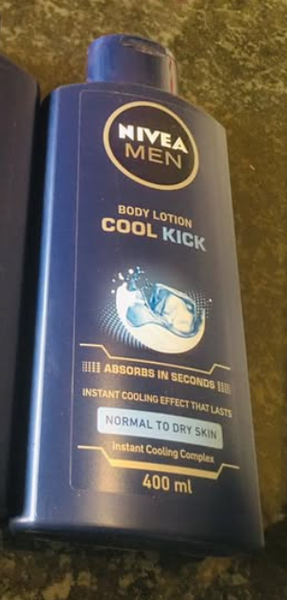 NIVEA
MEN
BODY LOTION
COOL KICK
ABSORBS IN SECONDS
INSTANT COOLING EFFECT THAT LASTS
NORMAL TO DRY SKIN
Instant Cooling Complex
400 ml